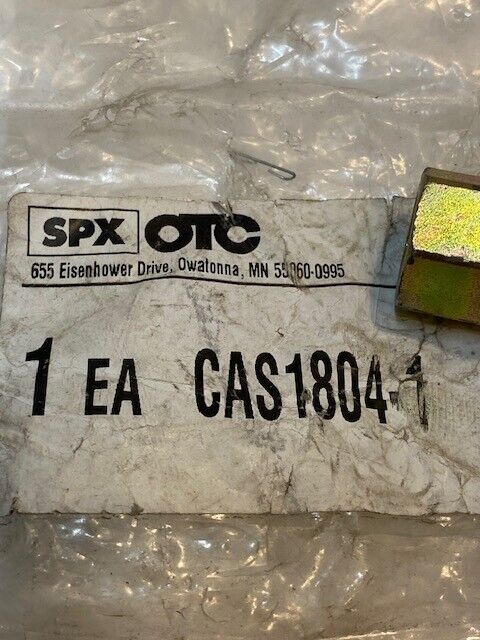 SPX OTC
655 Eisenhower Drive, Owatonna, MN 55060-0995
1 EA CAS1804-1